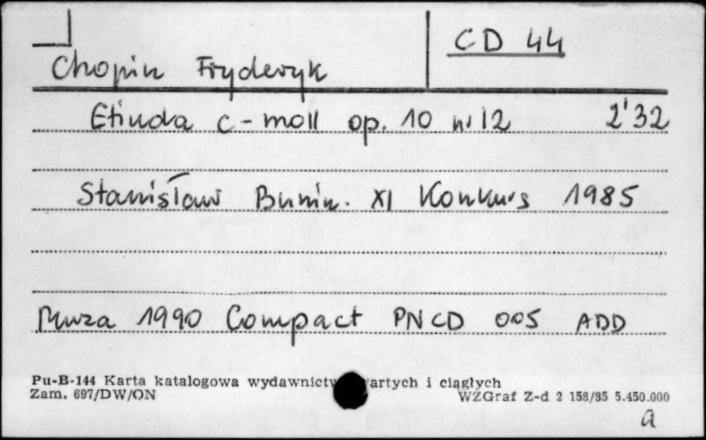 CD 44
Chopin Fryderyk
Etiuda c-moll op. 10 nr 12 2'32
Stanisław Bunin. XI Konkurs 1985
Muza 1990 Compact PNCD 005 ADD
Pu-B-144 Karta katalogowa wydawnictw artych i ciągłych
Zam. 697/DW/ON WZGraf Z-d 2 158/85 5.450.000
a